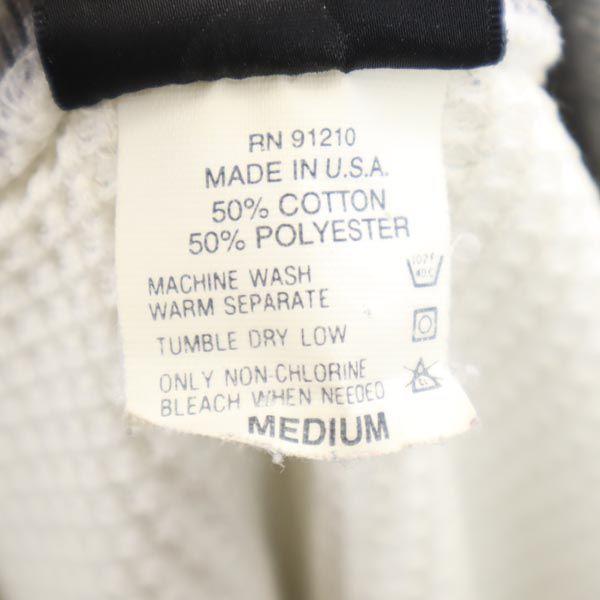 RN 91210
MADE IN U.S.A.
50% COTTON
50% POLYESTER
MACHINE WASH
WARM SEPARATE
TUMBLE DRY LOW
ONLY NON-CHLORINE
BLEACH WHEN NEEDED
MEDIUM